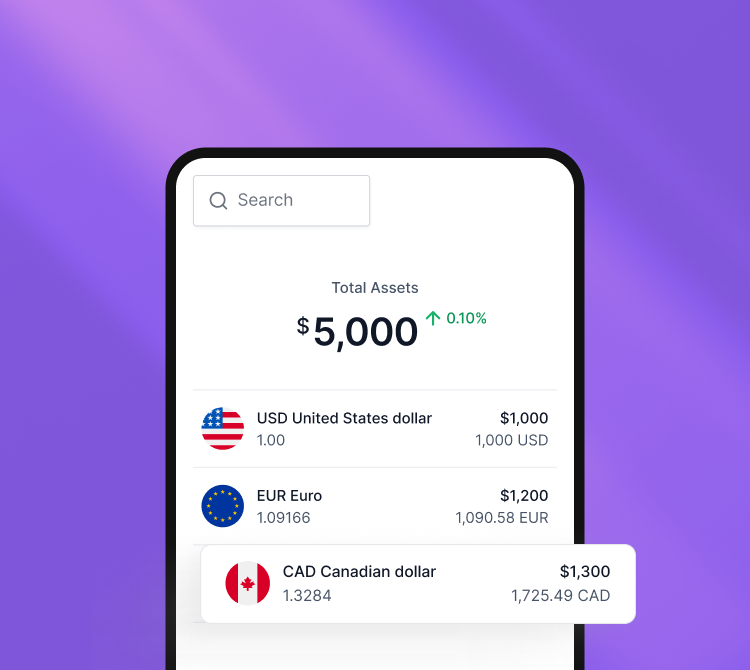 Search
Total Assets
$5,000 0.10%
USD United States dollar $1,000
1.00 1,000 USD
EUR Euro $1,200
1.09166 1,090.58 EUR
CAD Canadian dollar $1,300
1.3284 1,725.49 CAD